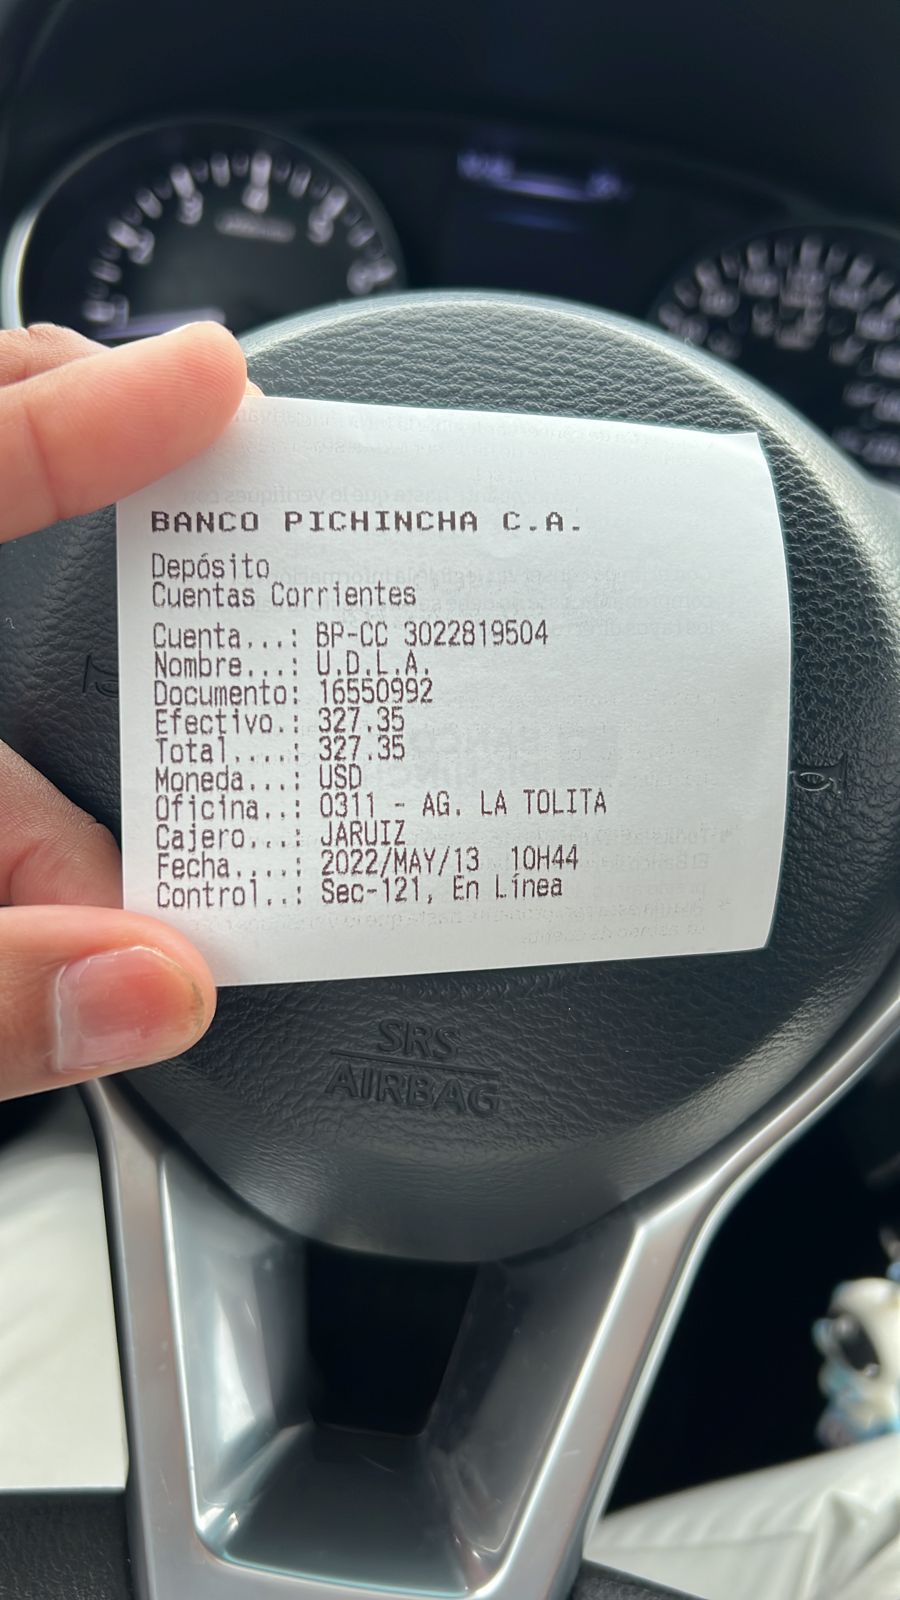 BANCO PICHINCHA C.A.
Depósito
Cuentas Corrientes
Cuenta...: BP-CC 3022819504
Nombre...: U.D.L.A.
Documento: 16550992
Efectivo.: 327.35
Total....: 327.35
Moneda...: USD
Oficina..: 0311 - AG. LA TOLITA
Cajero...: JARUIZ
Fecha....: 2022/MAY/13 10H44
Control..: Sec-121, En Línea
SRS
AIRBAG